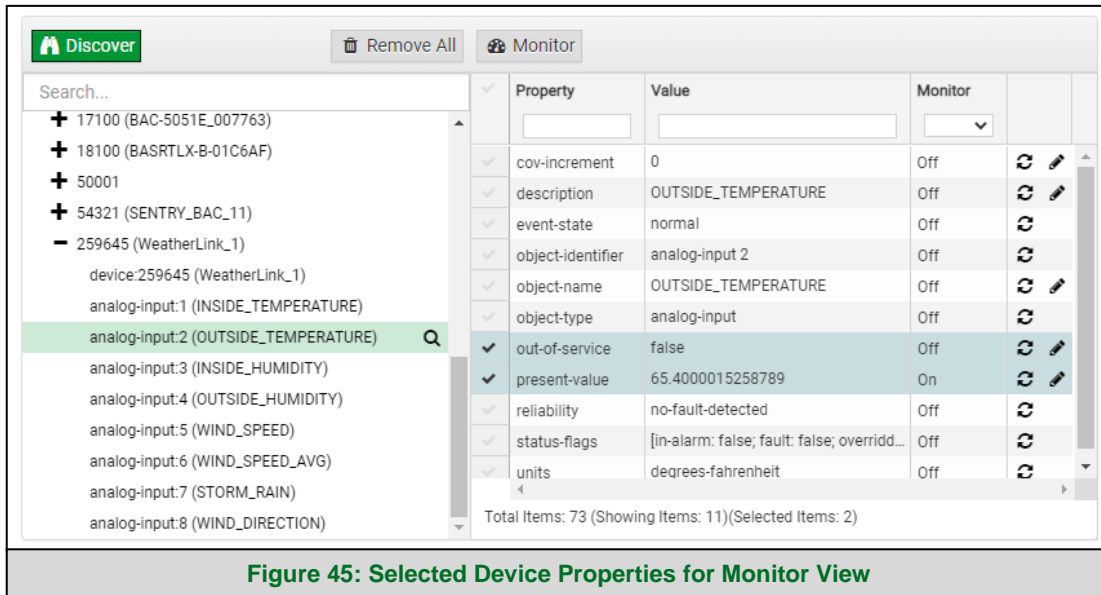 Discover
Remove All
Monitor
Search...
17100 (BAC-5051E_007763)
18100 (BASRTLX-B-01C6AF)
50001
54321 (SENTRY_BAC_11)
259645 (WeatherLink_1)
device:259645 (WeatherLink_1)
analog-input:1 (INSIDE_TEMPERATURE)
analog-input:2 (OUTSIDE_TEMPERATURE)
analog-input:3 (INSIDE_HUMIDITY)
analog-input:4 (OUTSIDE_HUMIDITY)
analog-input:5 (WIND_SPEED)
analog-input:6 (WIND_SPEED_AVG)
analog-input:7 (STORM_RAIN)
analog-input:8 (WIND_DIRECTION)
Property Value Monitor
cov-increment 0 Off
description OUTSIDE_TEMPERATURE Off
event-state normal Off
object-identifier analog-input 2 Off
object-name OUTSIDE_TEMPERATURE Off
object-type analog-input Off
out-of-service false Off
present-value 65.4000015258789 On
reliability no-fault-detected Off
status-flags [in-alarm: false; fault: false; overridd... Off
units degrees-fahrenheit Off
Total Items: 73 (Showing Items: 11)(Selected Items: 2)
Figure 45: Selected Device Properties for Monitor View